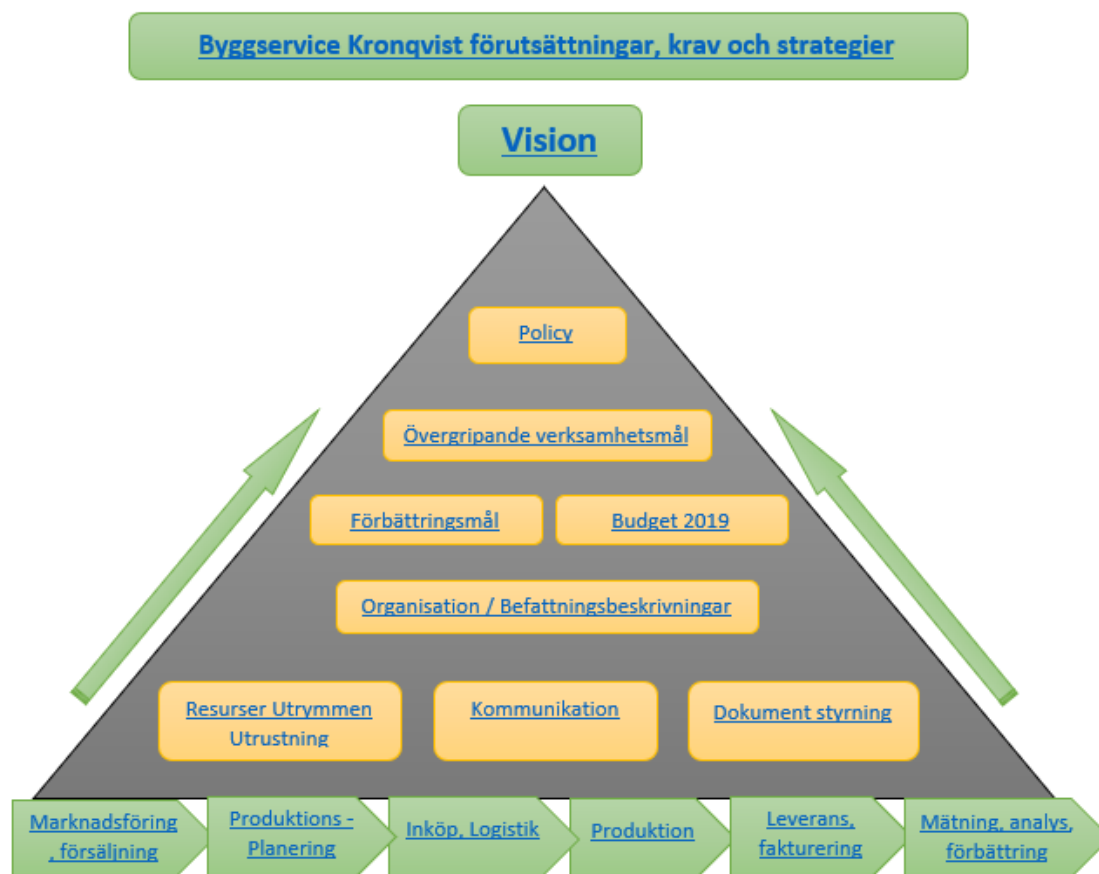 Byggservice Kronqvist förutsättningar, krav och strategier
Vision
Policy
Övergripande verksamhetsmål
Förbättringsmål
Budget 2019
Organisation / Befattningsbeskrivningar
Resurser Utrymmen
Utrustning
Kommunikation
Dokument styrning
Marknadsföring
, försäljning
Produktions -
Planering
Inköp, Logistik
Produktion
Leverans,
fakturering
Mätning, analys,
förbättring